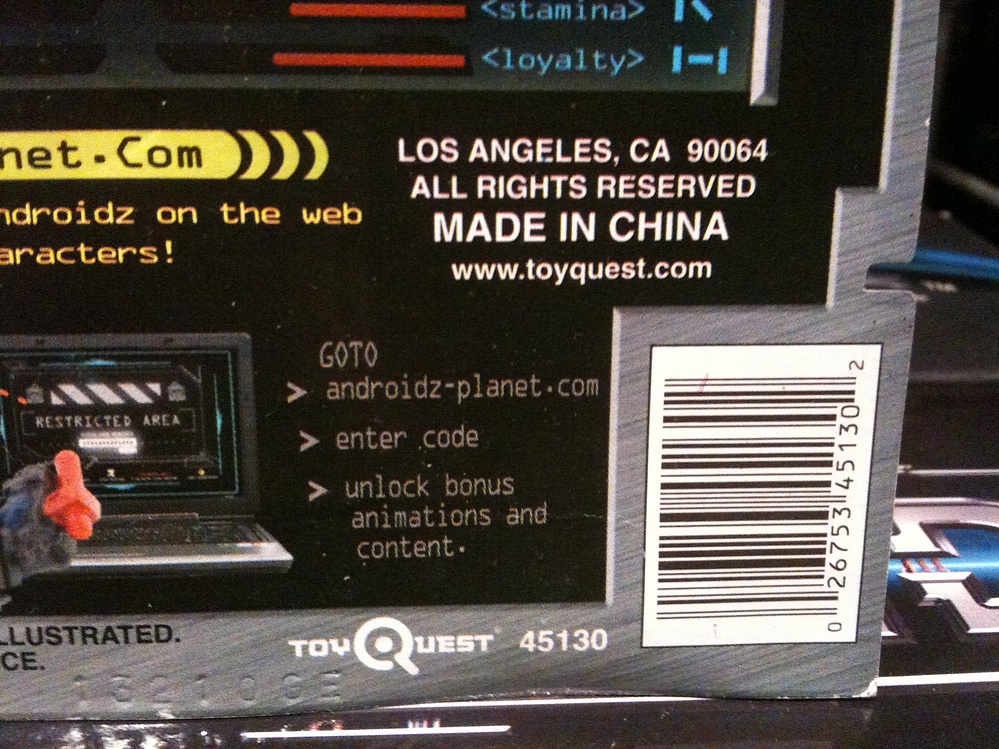 <stamina>
<loyalty>
net.Com
ndroidz on the web
aracters!
LOS ANGELES, CA 90064
ALL RIGHTS RESERVED
MADE IN CHINA
www.toyquest.com
RESTRICTED AREA
GOTO
> androidz-planet.com
> enter code
> unlock bonus
animations and
content.
0 26753 45130 2
LLUSTRATED.
CE.
TOYQUEST 45130